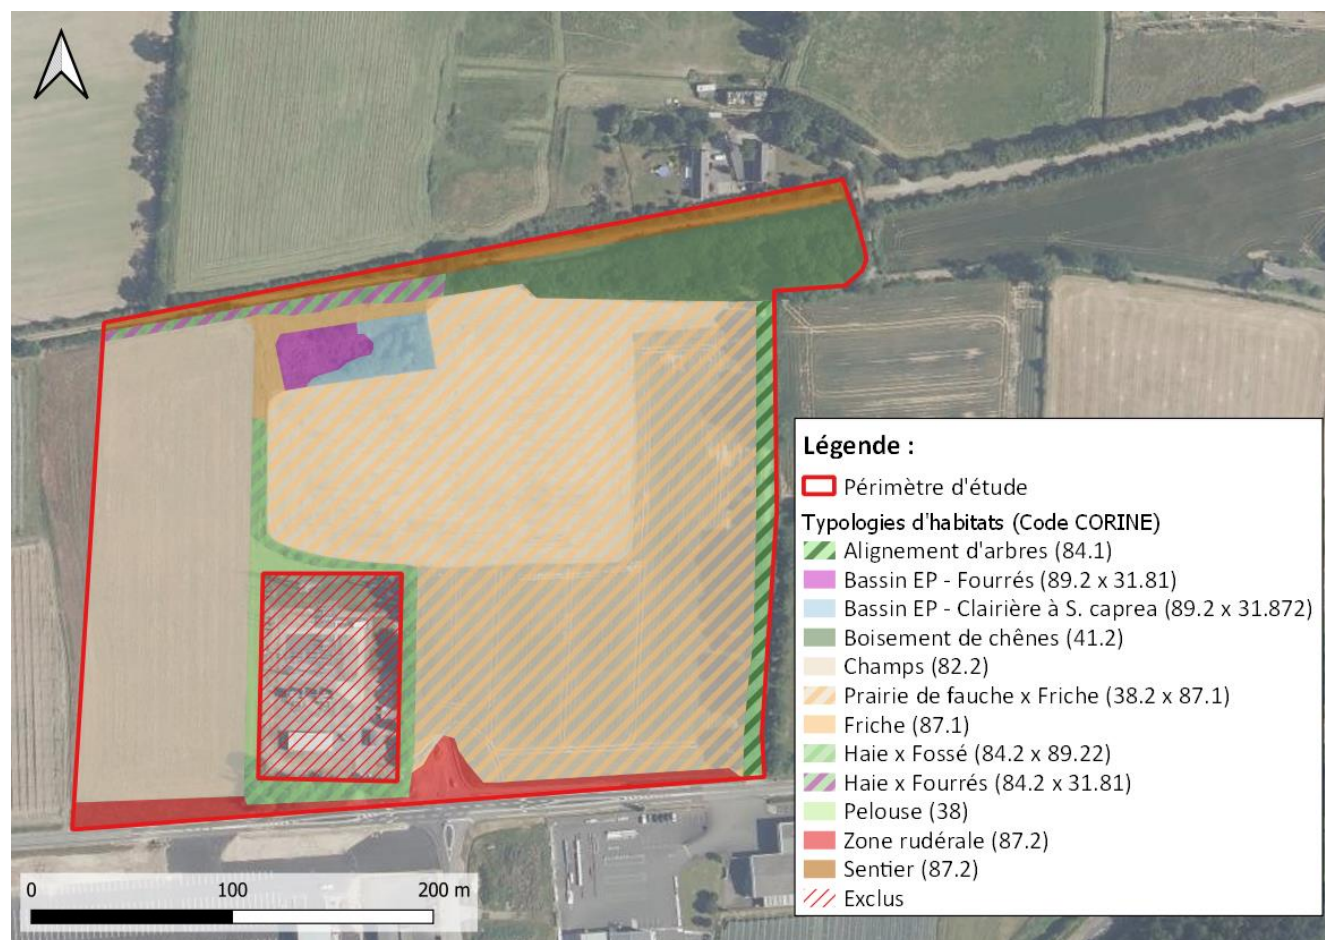 Légende :
Périmètre d'étude
Typologies d'habitats (Code CORINE)
Alignement d'arbres (84.1)
Bassin EP - Fourrés (89.2 x 31.81)
Bassin EP - Clairière à S. caprea (89.2 x 31.872)
Boisement de chênes (41.2)
Champs (82.2)
Prairie de fauche x Friche (38.2 x 87.1)
Friche (87.1)
Haie x Fossé (84.2 x 89.22)
Haie x Fourrés (84.2 x 31.81)
Pelouse (38)
Zone rudérale (87.2)
Sentier (87.2)
Exclus
0 100 200 m